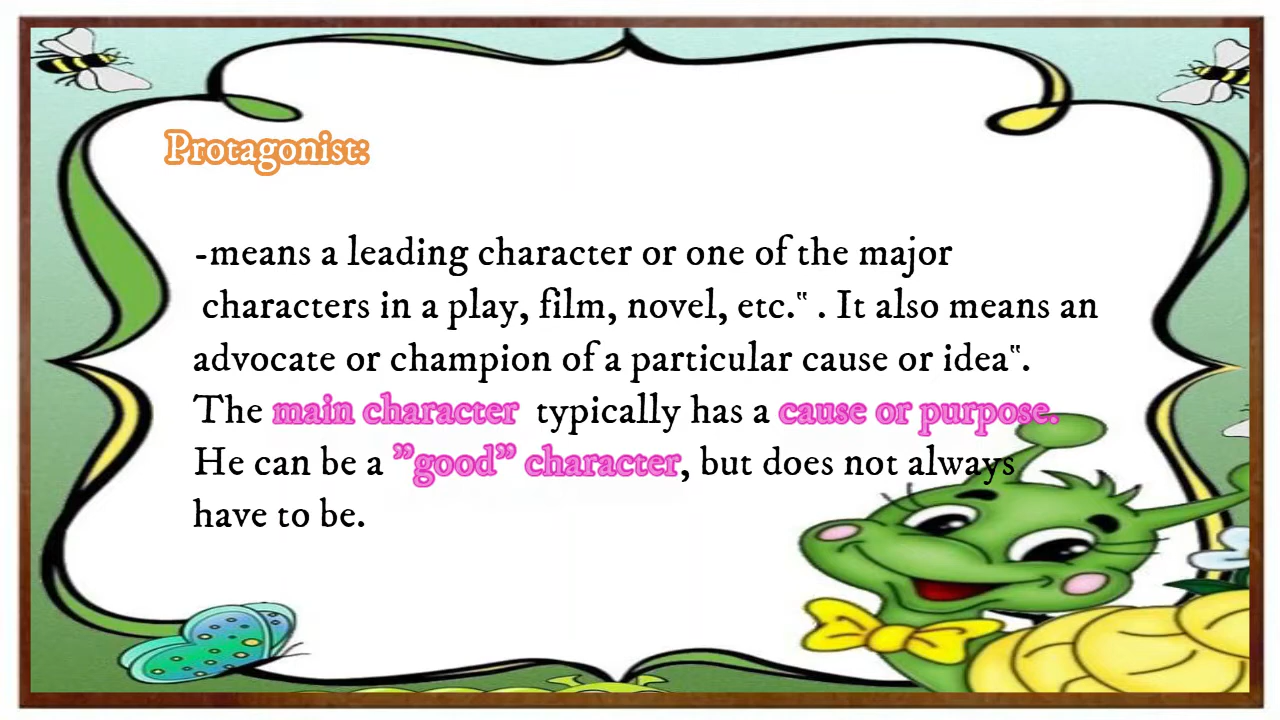 Protagonist:
-means a leading character or one of the major
characters in a play, film, novel, etc.‟ . It also means an
advocate or champion of a particular cause or idea‟.
The main character typically has a cause or purpose.
He can be a ”good” character, but does not always
have to be.